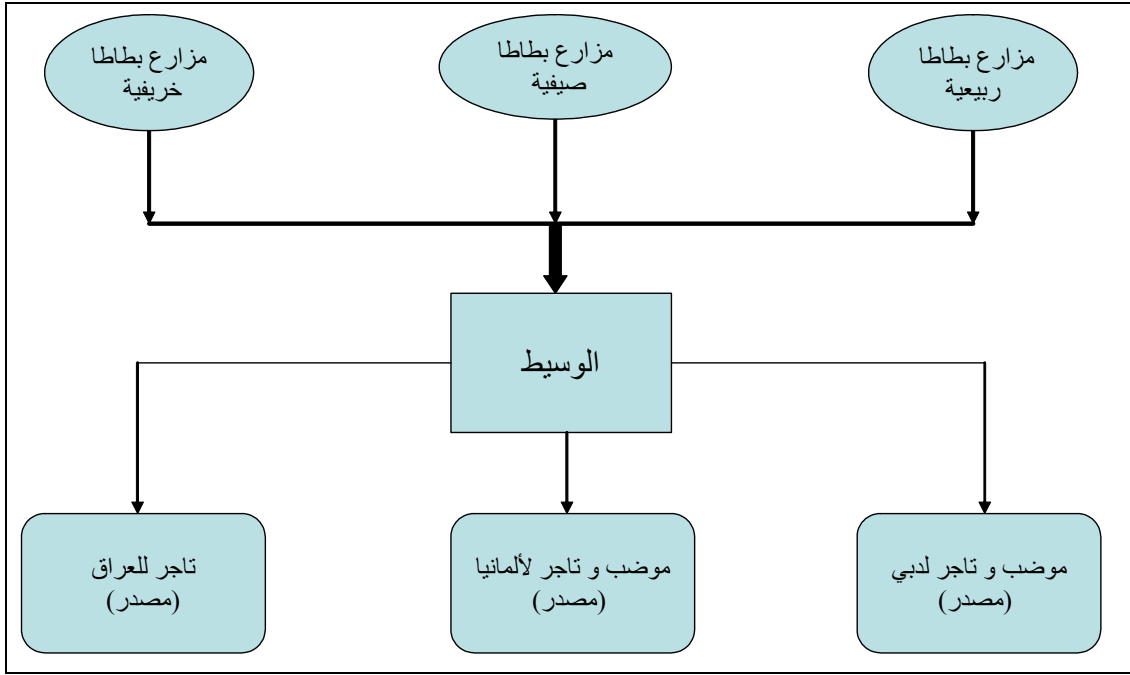 مزارع بطاطا
ربيعية
مزارع بطاطا
صيفية
مزارع بطاطا
خريفية
الوسيط
موضب و تاجر لدبي
(مصدر)
موضب و تاجر لألمانيا
(مصدر)
تاجر للعراق
(مصدر)